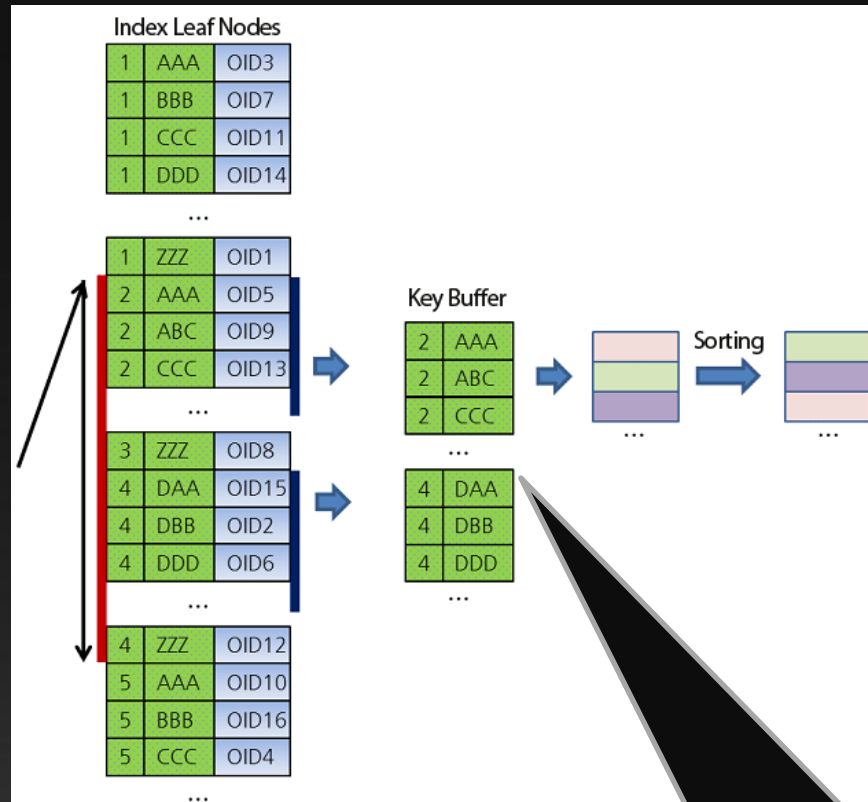 Index Leaf Nodes
1 AAA OID3
1 BBB OID7
1 CCC OID11
1 DDD OID14
...
1 ZZZ OID1
2 AAA OID5
2 ABC OID9
2 CCC OID13
...
3 ZZZ OID8
4 DAA OID15
4 DBB OID2
4 DDD OID6
...
4 ZZZ OID12
5 AAA OID10
5 BBB OID16
5 CCC OID4
...
Key Buffer
2 AAA
2 ABC
2 CCC
...
4 DAA
4 DBB
4 DDD
...
...
Sorting
...